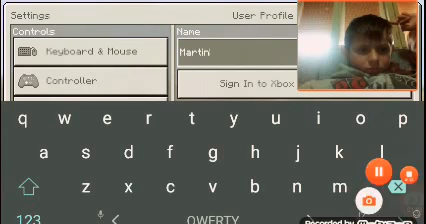 Settings
User Profile
Controls
Name
Keyboard & Mouse
Martin
Controller
Sign In to Xbox
q w e r t y u i o p
a s d f g h j k l
z x c v b n m
123
QWERTY
Recorded by